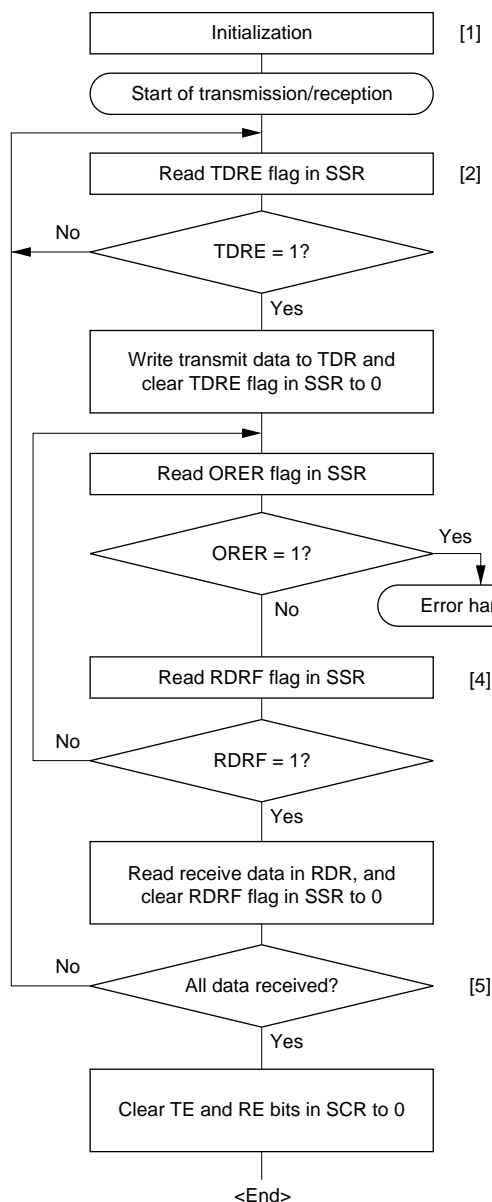 Initialization
[1]
Start of transmission/reception
Read TDRE flag in SSR
[2]
No
TDRE = 1?
Yes
Write transmit data to TDR and
clear TDRE flag in SSR to 0
Read ORER flag in SSR
ORER = 1?
Yes
No
Error
Read RDRF flag in SSR
[4]
No
RDRF = 1?
Yes
Read receive data in RDR, and
clear RDRF flag in SSR to 0
No
All data received?
[5]
Yes
Clear TE and RE bits in SCR to 0
<End>